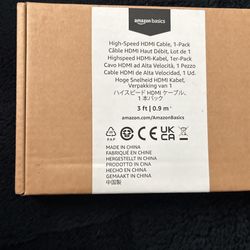 amazon basics
High-Speed HDMI Cable, 1-Pack
Câble HDMI Haut Débit, Lot de 1
Highspeed HDMI-Kabel, 1er-Pack
Cavo HDMI ad Alta Velocità, 1 Pezzo
Cable HDMI de Alta Velocidad, 1 Ud.
Hoge Snelheid HDMI Kabel,
Verpakking van 1
ハイスピード HDMI ケーブル、
1 本パック
3 ft | 0.9 m
amazon.com/AmazonBasics
PAP
CE
UK
CA
MADE IN CHINA
FABRIQUÉ EN CHINE
HERGESTELLT IN CHINA
PRODOTTO IN CINA
HECHO EN CHINA
GEMAAKT IN CHINA
中国製